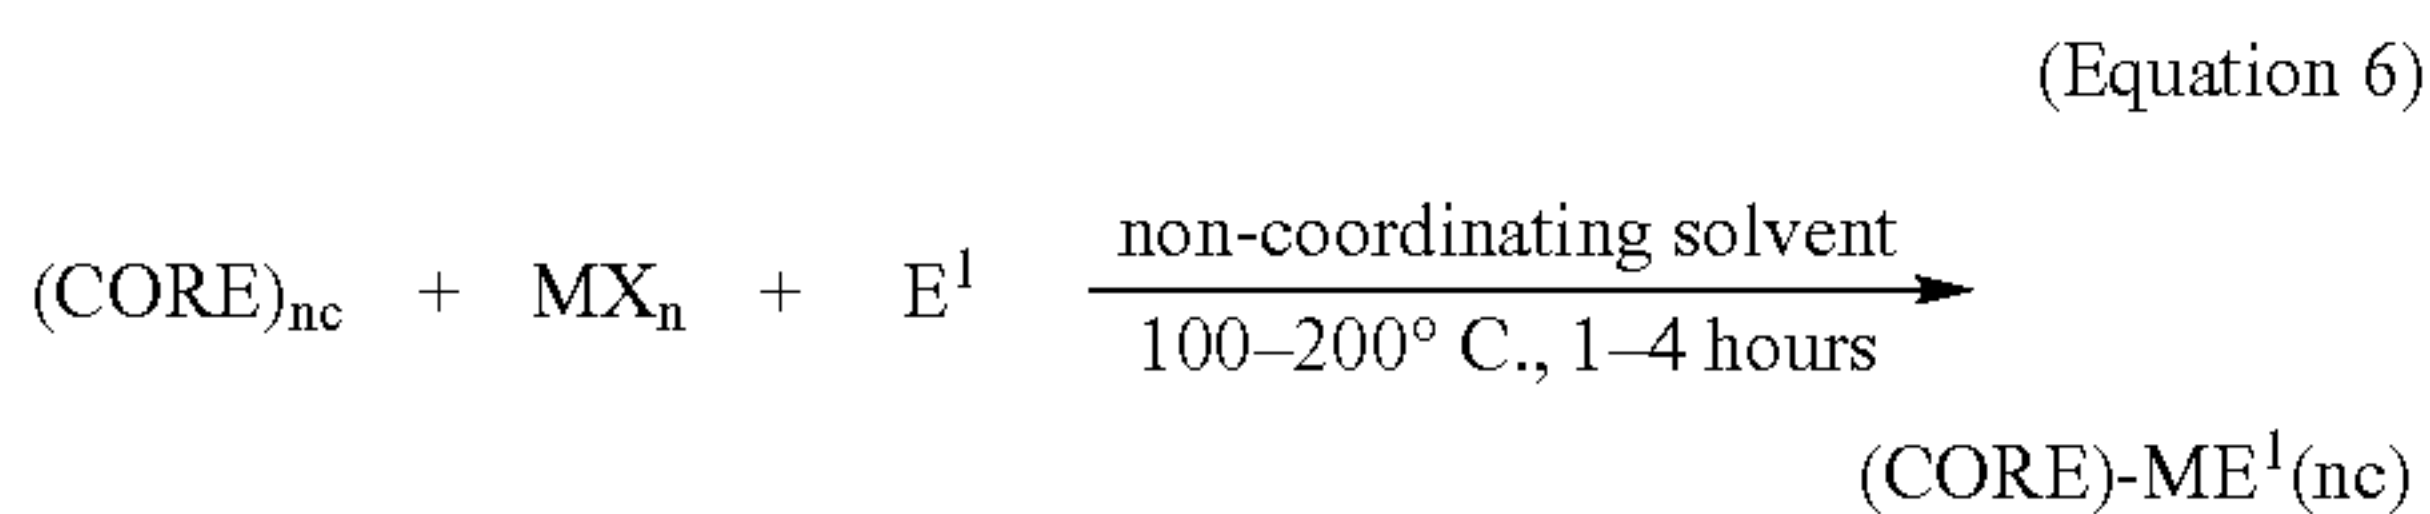 (Equation 6)
non-coordinating solvent
(CORE)nc + MXn + E1
100–200° C., 1–4 hours
(CORE)-ME1(nc)